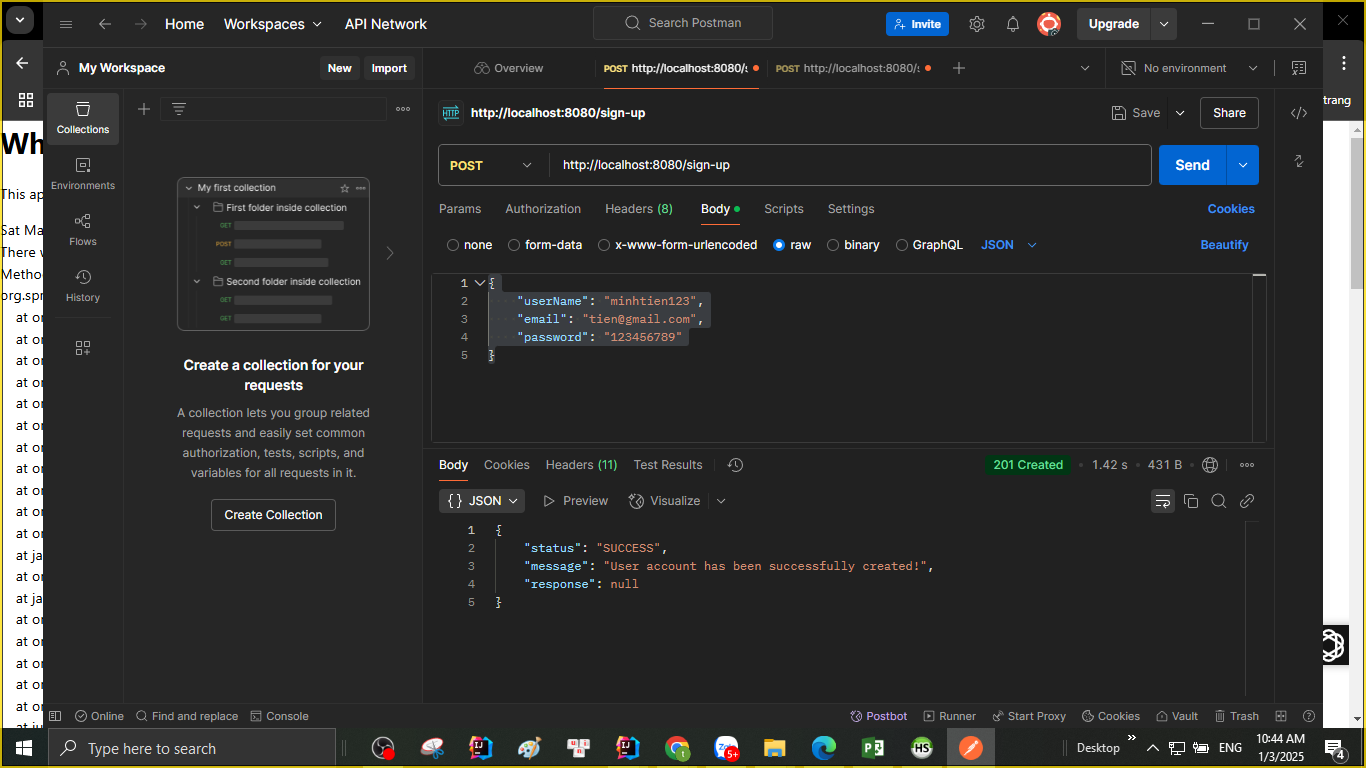 Home
Workspaces
API Network
Search Postman
Invite
Upgrade
My Workspace
New
Import
Overview
POST http://localhost:8080/s
POST http://localhost:8080/s
No environment
trang
Collections
Environments
Flows
History
My first collection
First folder inside collection
GET
POST
GET
Second folder inside collection
GET
GET
Create a collection for your
requests
A collection lets you group related
requests and easily set common
authorization, tests, scripts, and
variables for all requests in it.
Create Collection
HTTP
http://localhost:8080/sign-up
Save
Share
POST
http://localhost:8080/sign-up
Send
Params
Authorization
Headers (8)
Body
Scripts
Settings
Cookies
none
form-data
x-www-form-urlencoded
raw
binary
GraphQL
JSON
Beautify
1 {
2 "userName": "minhtien123",
3 "email": "tien@gmail.com",
4 "password": "123456789"
5 }
Body
Cookies
Headers (11)
Test Results
201 Created
1.42 s
431 B
{} JSON
Preview
Visualize
1 {
2 "status": "SUCCESS",
3 "message": "User account has been successfully created!",
4 "response": null
5 }
Wh
This ap
Sat Ma
There w
Metho
org.spr
at or
at or
at or
at or
at or
at or
at or
at or
at or
at or
at or
at ja
at or
at ja
at or
at or
at or
at or
at or
Online
Find and replace
Console
Postbot
Runner
Start Proxy
Cookies
Vault
Trash
Type here to search
5+
HS
Desktop
ENG
10:44 AM
1/3/2025
4